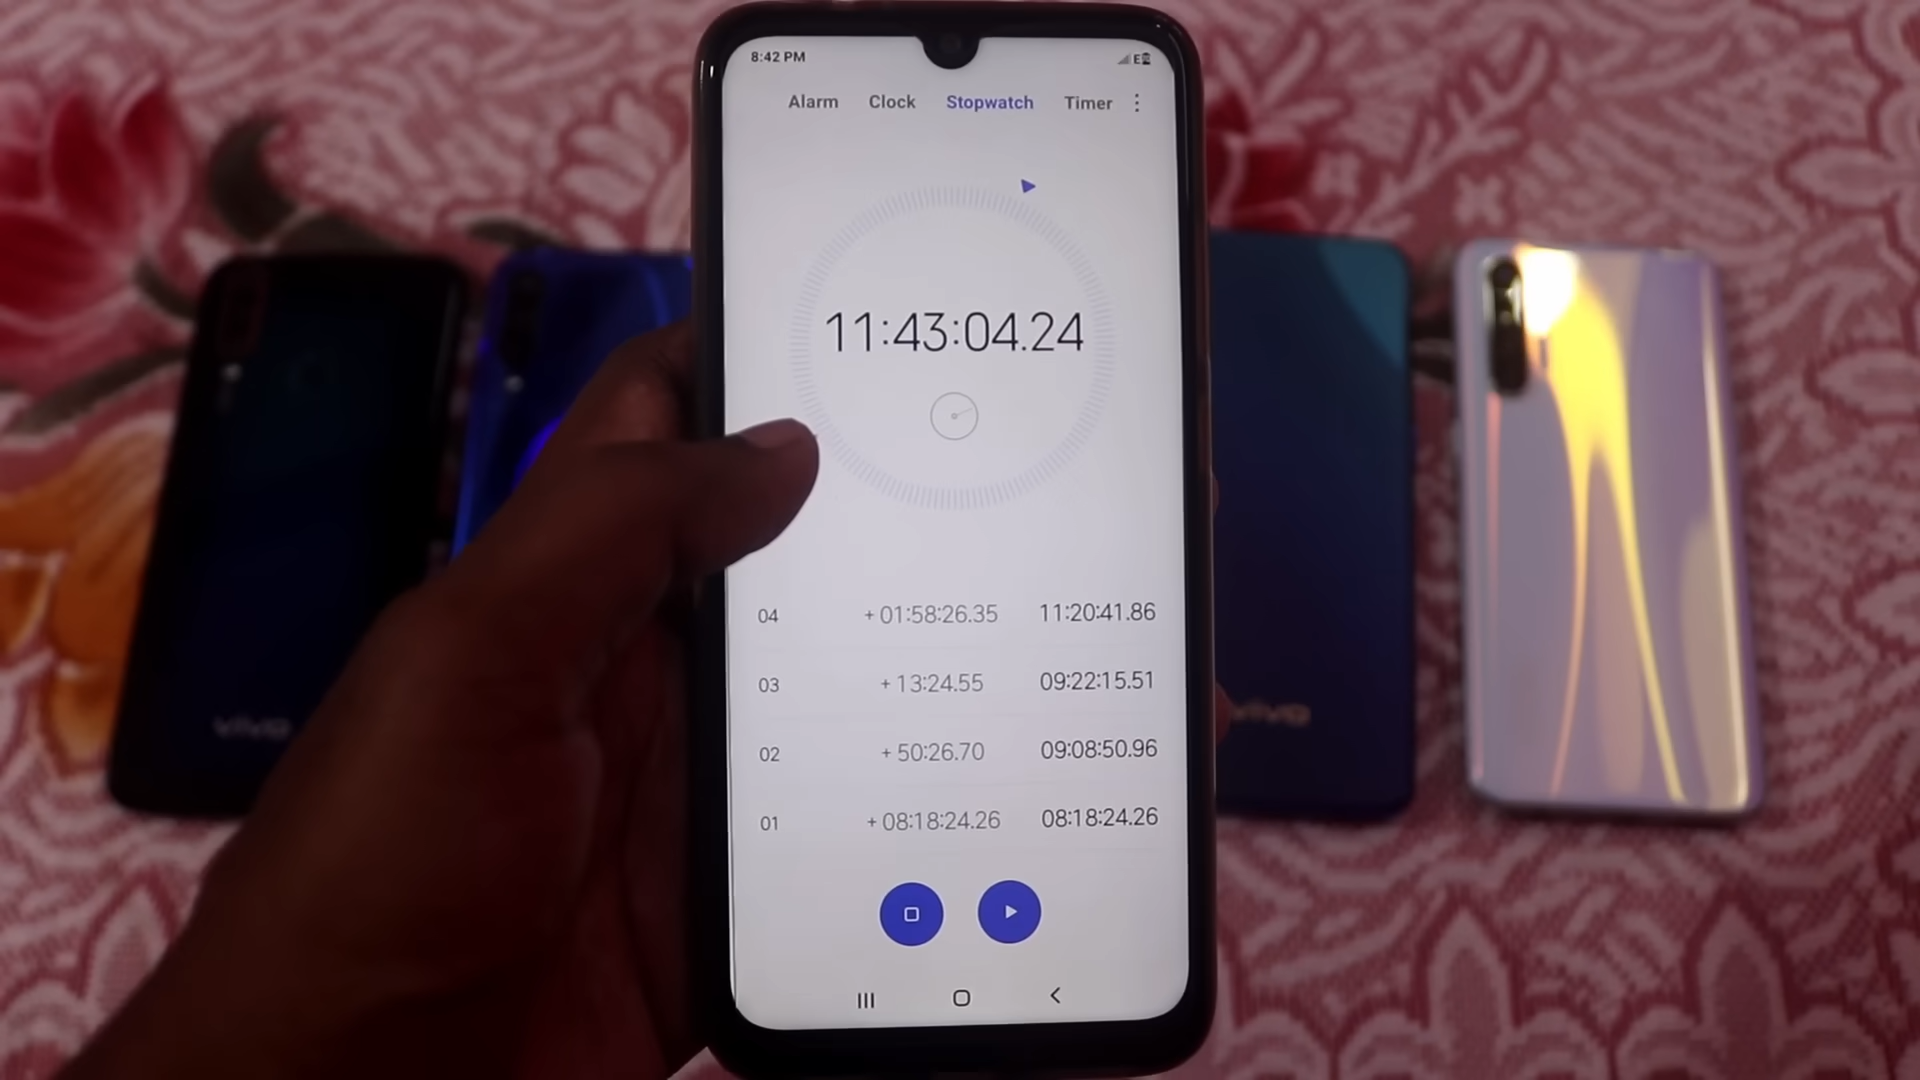 8:42 PM
E
Alarm Clock Stopwatch Timer
11:43:04.24
04 + 01:58:26.35 11:20:41.86
03 + 13:24.55 09:22:15.51
02 + 50:26.70 09:08:50.96
01 + 08:18:24.26 08:18:24.26
vivo
vivo